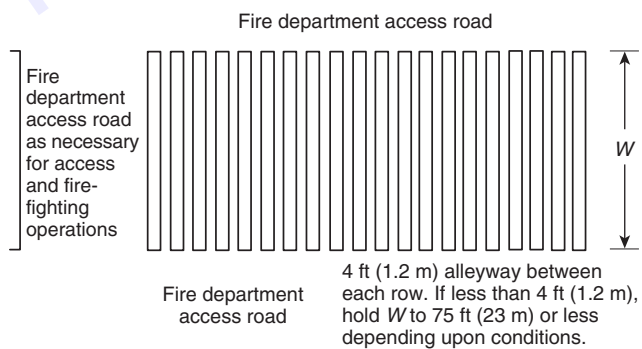 Fire department access road
Fire
department
access road
as necessary
for access
and fire-
fighting
operations
W
Fire department
access road
4 ft (1.2 m) alleyway between
each row. If less than 4 ft (1.2 m),
hold W to 75 ft (23 m) or less
depending upon conditions.